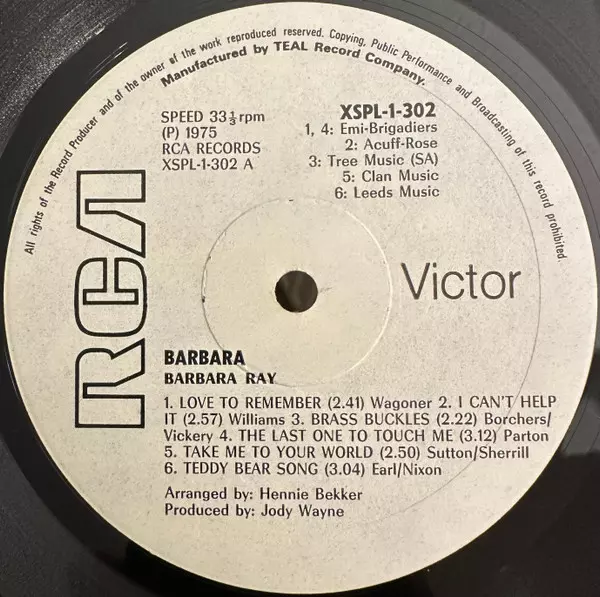 All rights of the Record Producer and of the owner of the work reproduced reserved. Copying, Public Performance and Broadcasting of this record prohibited.
Manufactured by TEAL Record Company.
SPEED 33⅓rpm
(P) 1975
RCA RECORDS
XSPL-1-302 A
XSPL-1-302
1, 4: Emi-Brigadiers
2: Acuff-Rose
3: Tree Music (SA)
5: Clan Music
6: Leeds Music
RCA
Victor
BARBARA
BARBARA RAY
1. LOVE TO REMEMBER (2.41) Wagoner 2. I CAN'T HELP
IT (2.57) Williams 3. BRASS BUCKLES (2.22) Borchers/
Vickery 4. THE LAST ONE TO TOUCH ME (3.12) Parton
5. TAKE ME TO YOUR WORLD (2.50) Sutton/Sherrill
6. TEDDY BEAR SONG (3.04) Earl/Nixon
Arranged by: Hennie Bekker
Produced by: Jody Wayne